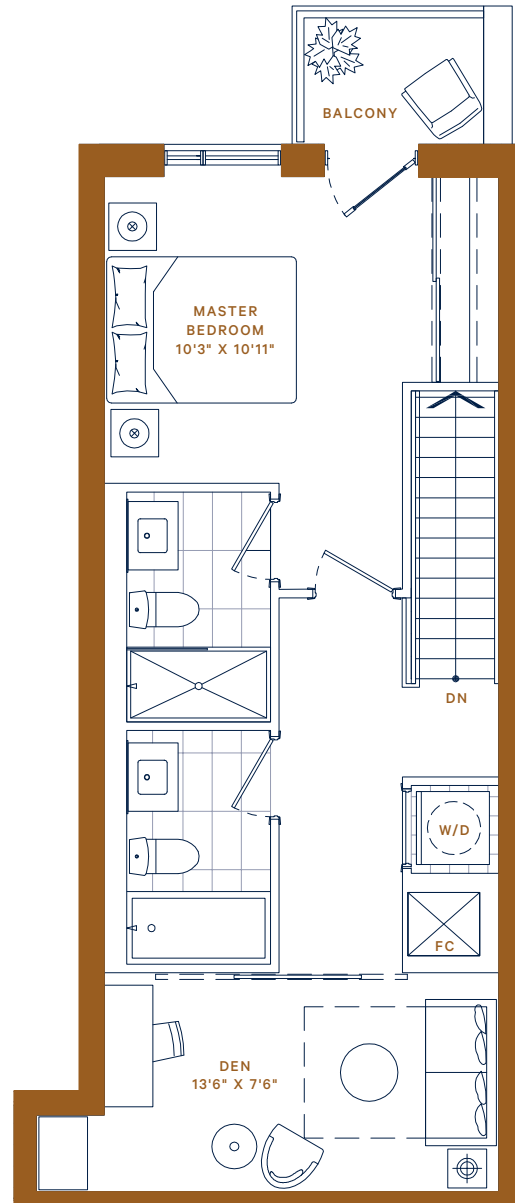 BALCONY
MASTER
BEDROOM
10'3" X 10'11"
DN
W/D
FC
DEN
13'6" X 7'6"